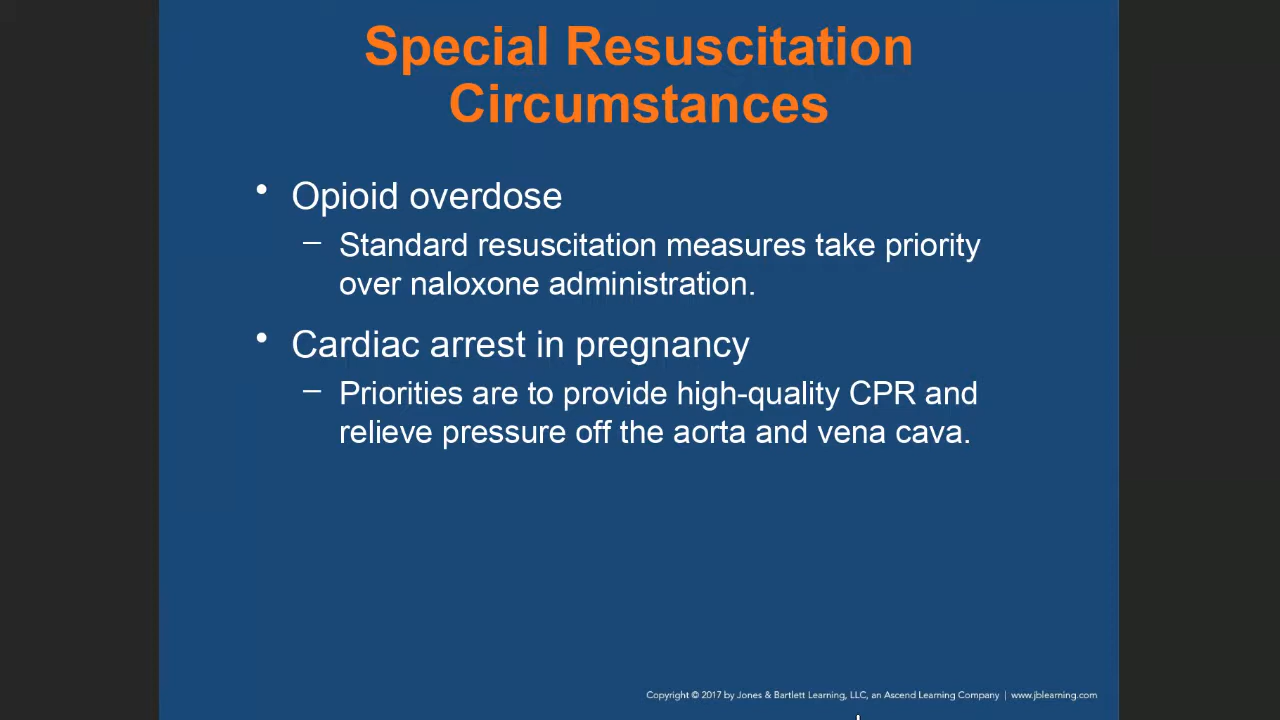 Special Resuscitation
Circumstances
• Opioid overdose
– Standard resuscitation measures take priority
over naloxone administration.
• Cardiac arrest in pregnancy
– Priorities are to provide high-quality CPR and
relieve pressure off the aorta and vena cava.
Copyright © 2017 by Jones & Bartlett Learning, LLC, an Ascend Learning Company | www.jblearning.com